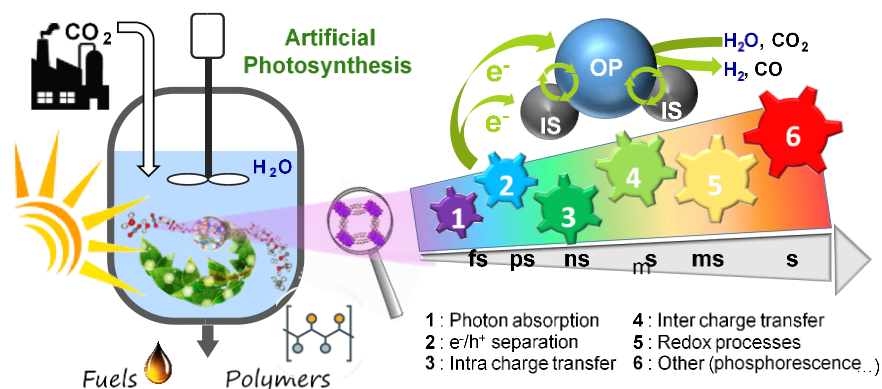 CO2
Artificial
Photosynthesis
H2O
Fuels
Polymers
e-
e-
OP
IS
IS
H2O, CO2
H2, CO
1
2
3
4
5
6
fs ps ns ms ms s
1 : Photon absorption
2 : e-/h+ separation
3 : Intra charge transfer
4 : Inter charge transfer
5 : Redox processes
6 : Other (phosphorescence...)